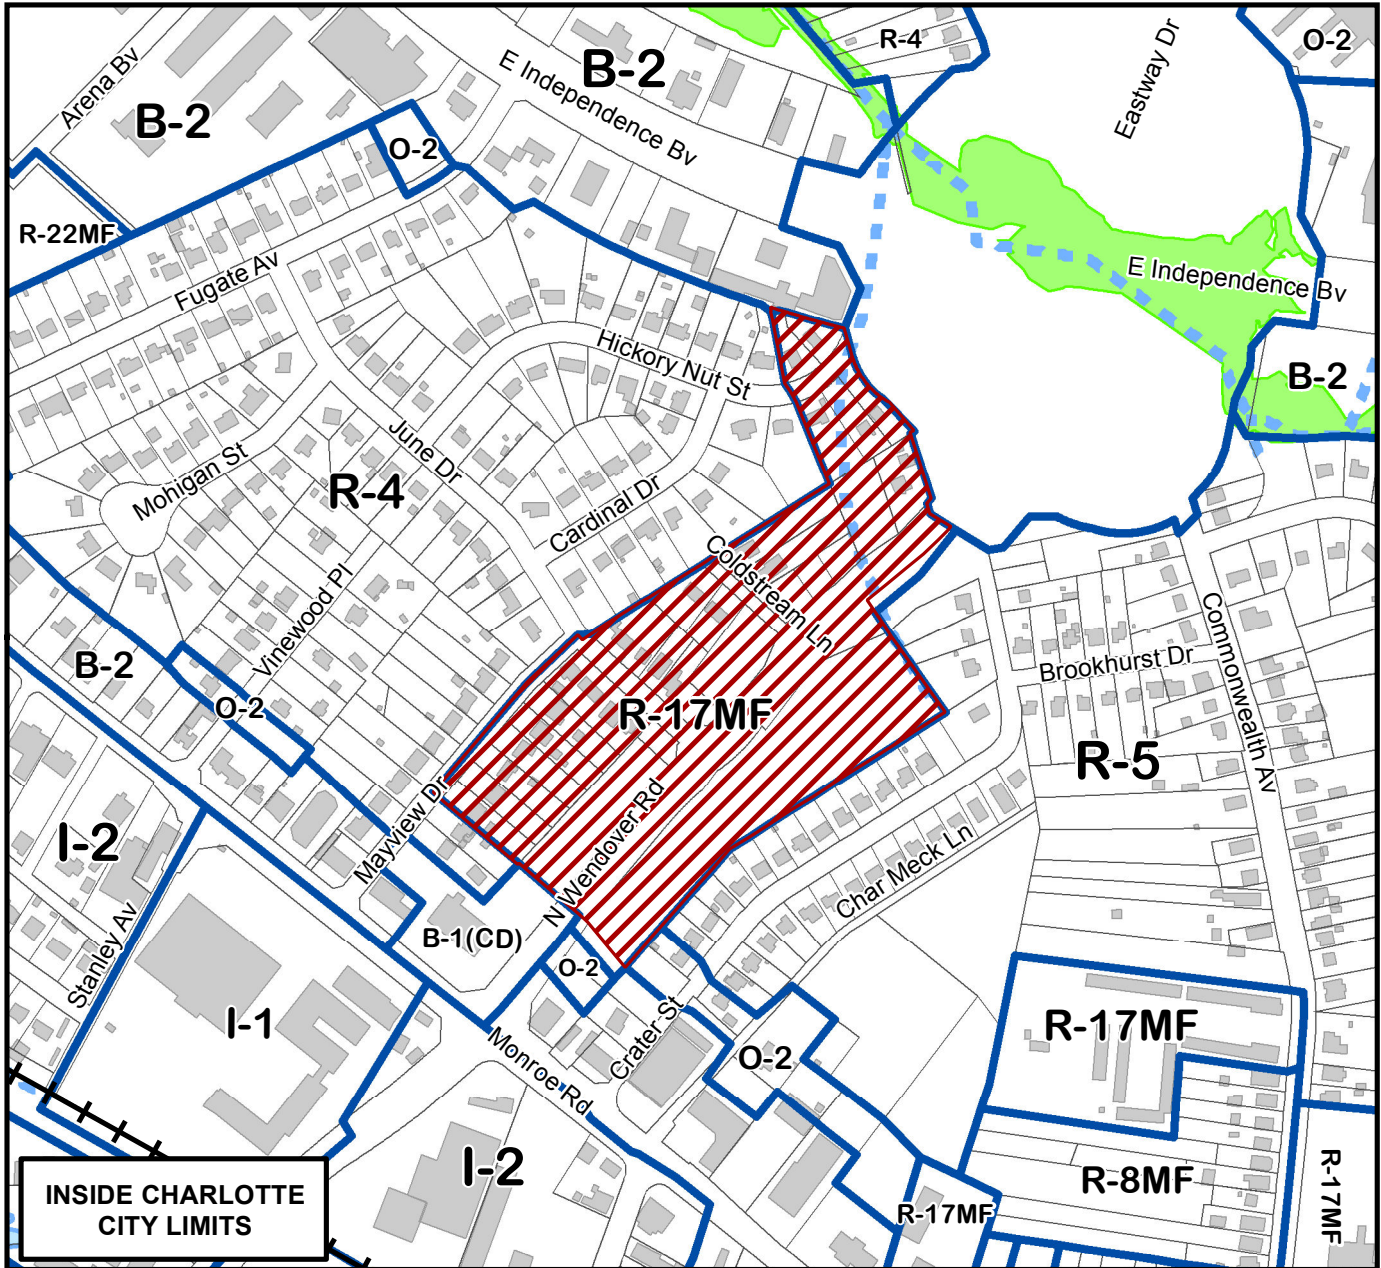 R-4
O-2
Arena Bv
B-2
E Independence Bv
Eastway Dr
B-2
O-2
R-22MF
Fugate Av
E Independence Bv
Hickory Nut St
B-2
June Dr
Mohigan St
R-4
Cardinal Dr
Coldstream Ln
Vinewood Pl
Commonwealth Av
B-2
Brookhurst Dr
O-2
R-17MF
R-5
Mayview Dr
N Wendover Rd
I-2
Char Meck Ln
B-1(CD)
Stanley Av
O-2
I-1
Crater St
R-17MF
Monroe Rd
O-2
I-2
R-8MF
R-17MF
R-17MF
INSIDE CHARLOTTE
CITY LIMITS